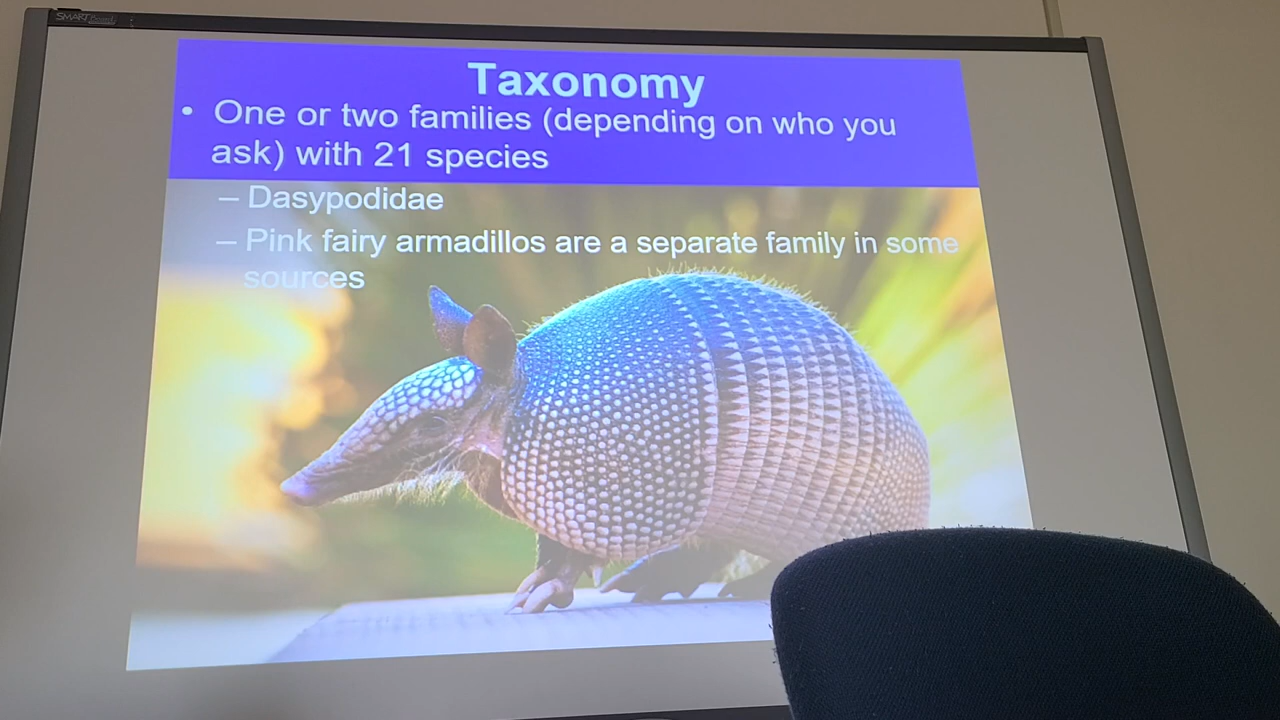 SMART
Taxonomy
• One or two families (depending on who you
ask) with 21 species
– Dasypodidae
– Pink fairy armadillos are a separate family in some
sources